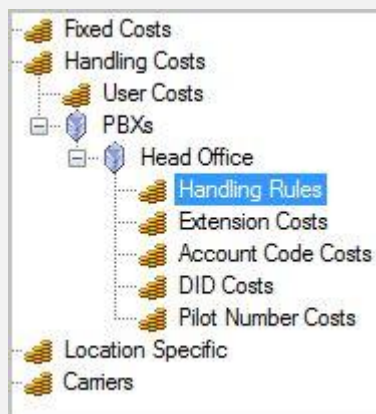 Fixed Costs
Handling Costs
User Costs
PBXs
Head Office
Handling Rules
Extension Costs
Account Code Costs
DID Costs
Pilot Number Costs
Location Specific
Carriers